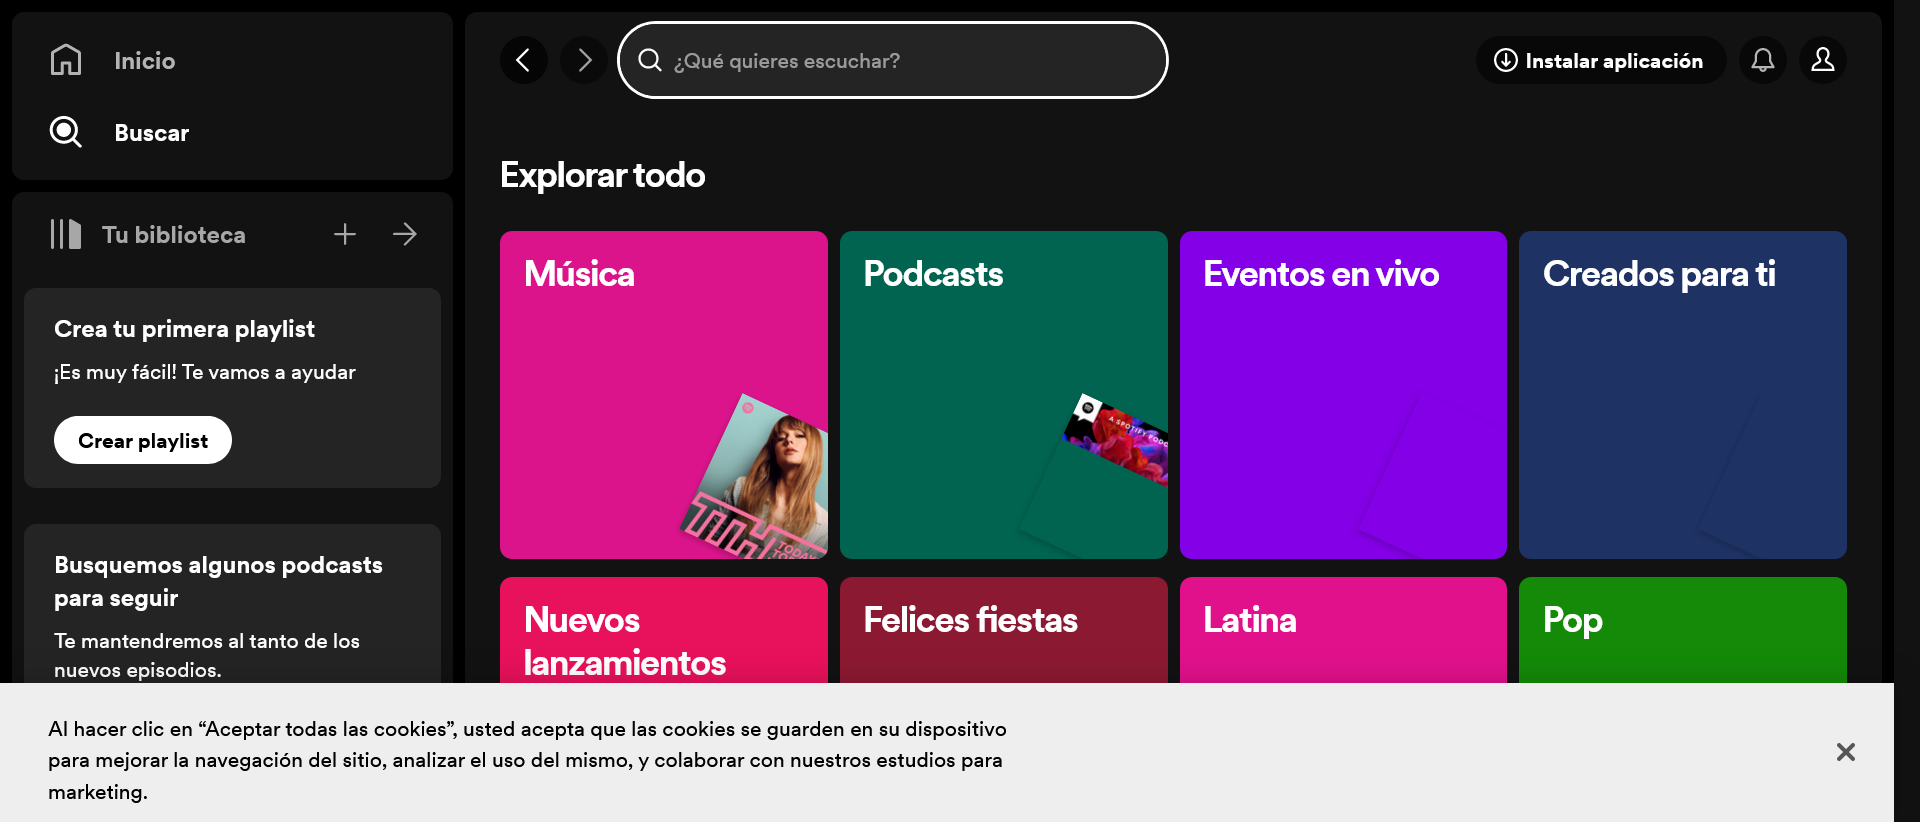 Inicio
Buscar
Tu biblioteca
Crea tu primera playlist
¡Es muy fácil! Te vamos a ayudar
Crear playlist
Busquemos algunos podcasts
para seguir
Te mantendremos al tanto de los
nuevos episodios.
¿Qué quieres escuchar?
Instalar aplicación
Explorar todo
Música
Podcasts
A SPOTIFY
Eventos en vivo
Creados para ti
Nuevos
lanzamientos
Felices fiestas
Latina
Pop
Al hacer clic en “Aceptar todas las cookies”, usted acepta que las cookies se guarden en su dispositivo
para mejorar la navegación del sitio, analizar el uso del mismo, y colaborar con nuestros estudios para
marketing.